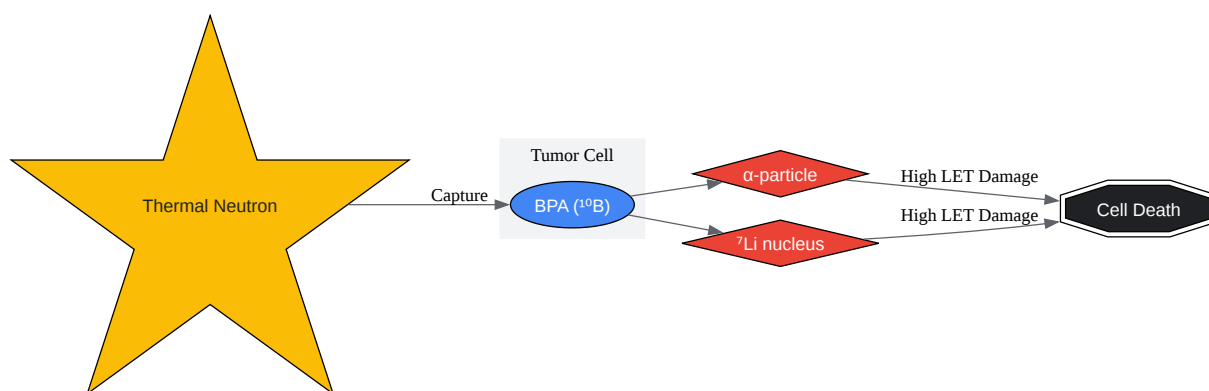 Thermal Neutron
Capture
Tumor Cell
BPA (¹⁰B)
α-particle
⁷Li nucleus
High LET Damage
High LET Damage
Cell Death